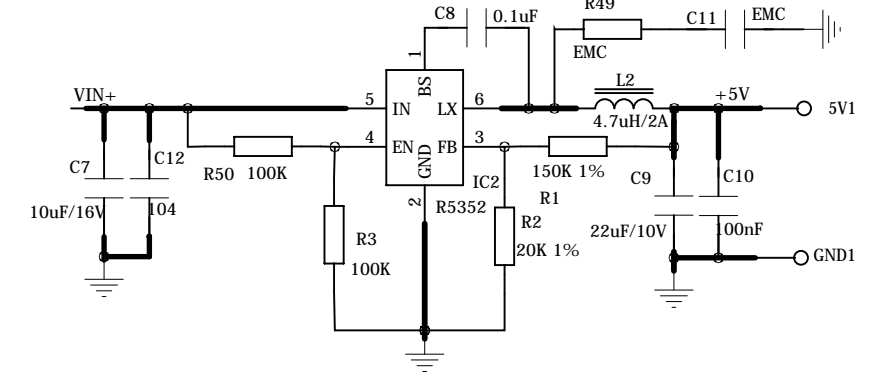 R49
C8
0.1uF
C11
EMC
EMC
1
BS
L2
VIN+
5
IN
LX
6
+5V
5V1
4.7uH/2A
4
EN
GND
FB
3
C7
C12
R50
100K
150K 1%
C9
C10
IC2
R1
2
R5352
10uF/16V
104
R3
100K
R2
20K 1%
22uF/10V
100nF
GND1